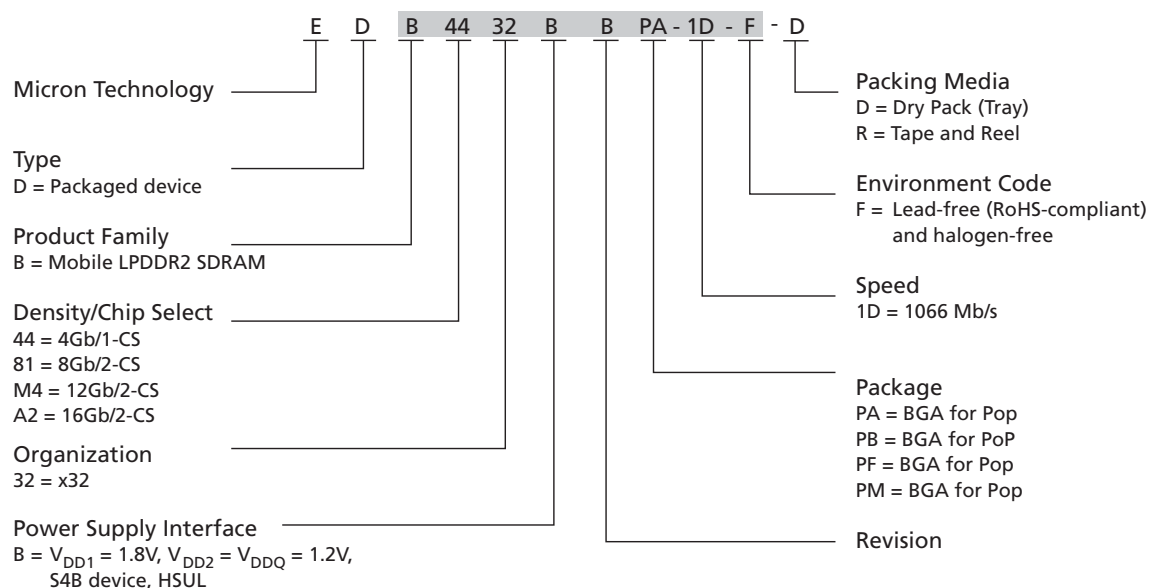 E D B 44 32 B B PA - 1D - F - D
Micron Technology
Type
D = Packaged device
Product Family
B = Mobile LPDDR2 SDRAM
Density/Chip Select
44 = 4Gb/1-CS
81 = 8Gb/2-CS
M4 = 12Gb/2-CS
A2 = 16Gb/2-CS
Organization
32 = x32
Power Supply Interface
B = VDD1 = 1.8V, VDD2 = VDDQ = 1.2V,
S4B device, HSUL
Packing Media
D = Dry Pack (Tray)
R = Tape and Reel
Environment Code
F = Lead-free (RoHS-compliant)
and halogen-free
Speed
1D = 1066 Mb/s
Package
PA = BGA for Pop
PB = BGA for PoP
PF = BGA for Pop
PM = BGA for Pop
Revision